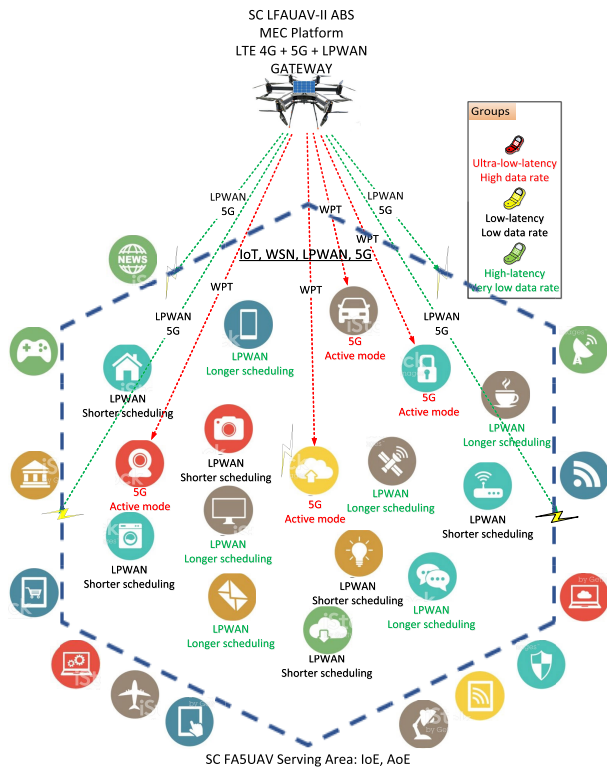 SC LFAUAV-II ABS
MEC Platform
LTE 4G + 5G + LPWAN
GATEWAY
Groups
Ultra-low-latency
High data rate
Low-latency
Low data rate
High-latency
Very low data rate
LPWAN
5G
LPWAN
5G
WPT
WPT
NEWS
IoT, WSN, LPWAN, 5G
WPT
WPT
LPWAN
5G
LPWAN
5G
LPWAN
Longer scheduling
5G
Active mode
LPWAN
Shorter scheduling
5G
Active mode
LPWAN
Longer scheduling
LPWAN
Shorter scheduling
5G
Active mode
5G
Active mode
LPWAN
Longer scheduling
LPWAN
Shorter scheduling
LPWAN
Longer scheduling
LPWAN
Shorter scheduling
LPWAN
Shorter scheduling
LPWAN
Longer scheduling
LPWAN
Longer scheduling
LPWAN
Shorter scheduling
SC FA5UAV Serving Area: IoE, AoE